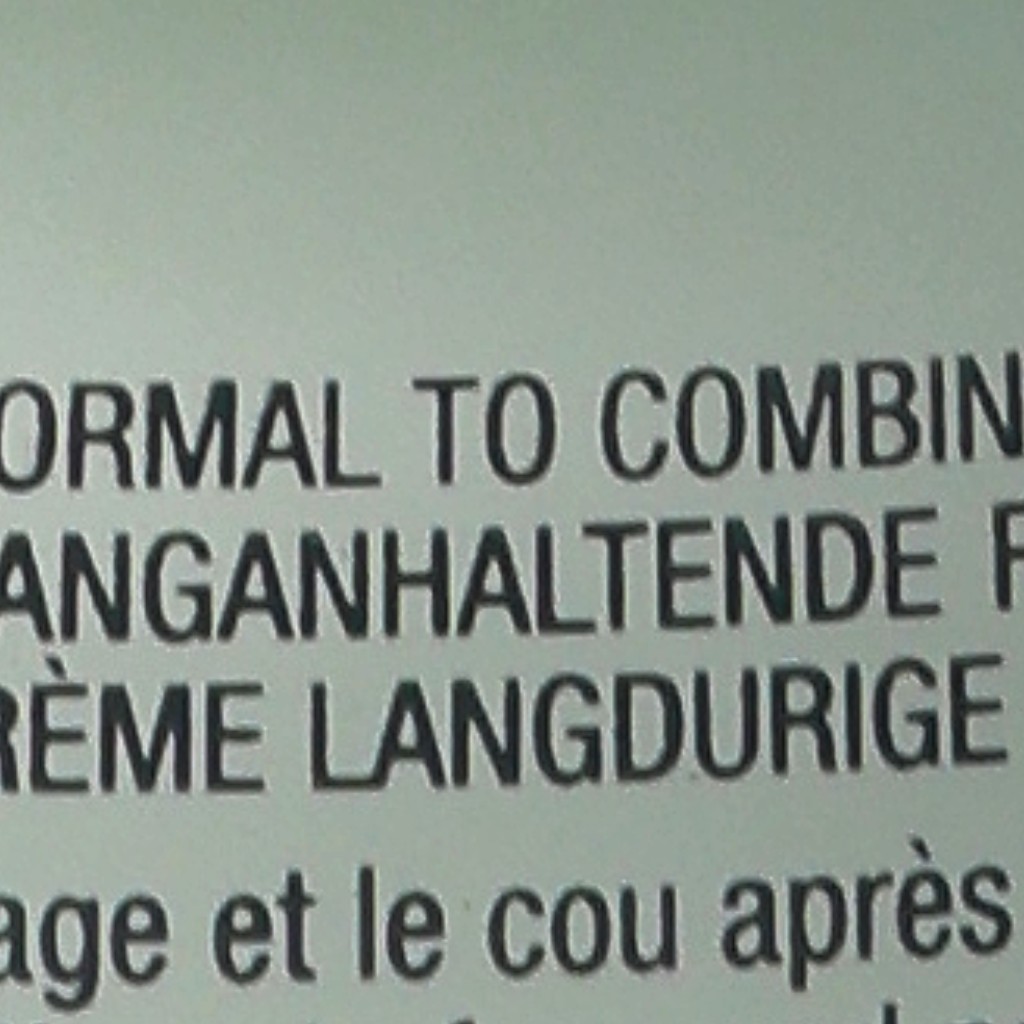 ORMAL TO COMBIN
ANGANHALTENDE F
RÈME LANGDURIGE
age et le cou après